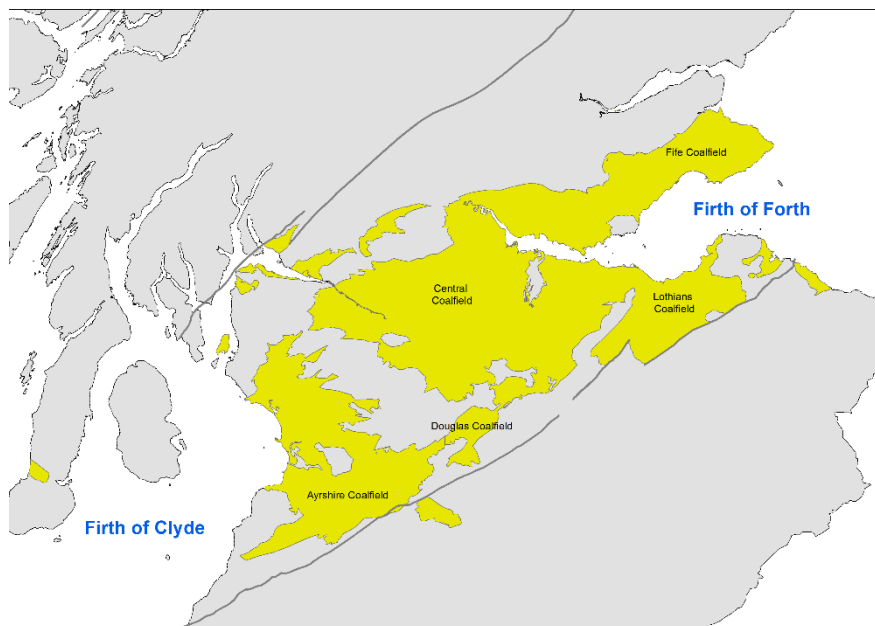 Fife Coalfield
Firth of Forth
Central
Coalfield
Lothians
Coalfield
Douglas Coalfield
Ayrshire Coalfield
Firth of Clyde